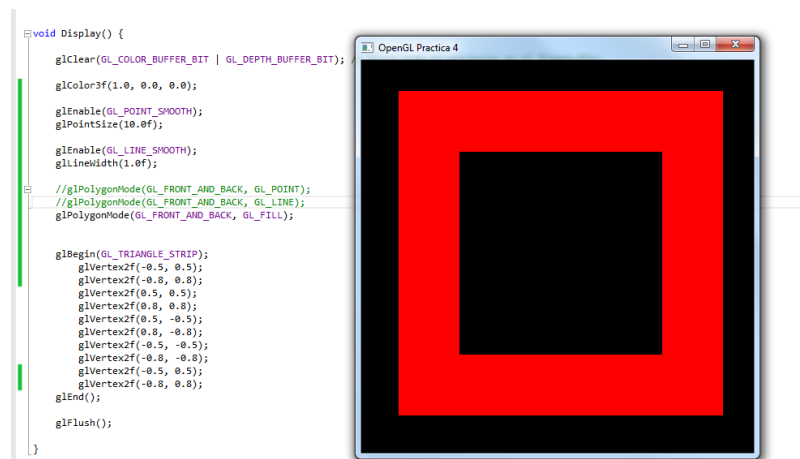 void Display() {
glClear(GL_COLOR_BUFFER_BIT | GL_DEPTH_BUFFER_BIT); /
glColor3f(1.0, 0.0, 0.0);
glEnable(GL_POINT_SMOOTH);
glPointSize(10.0f);
glEnable(GL_LINE_SMOOTH);
glLineWidth(1.0f);
//glPolygonMode(GL_FRONT_AND_BACK, GL_POINT);
//glPolygonMode(GL_FRONT_AND_BACK, GL_LINE);
glPolygonMode(GL_FRONT_AND_BACK, GL_FILL);
glBegin(GL_TRIANGLE_STRIP);
glVertex2f(-0.5, 0.5);
glVertex2f(-0.8, 0.8);
glVertex2f(0.5, 0.5);
glVertex2f(0.8, 0.8);
glVertex2f(0.5, -0.5);
glVertex2f(0.8, -0.8);
glVertex2f(-0.5, -0.5);
glVertex2f(-0.8, -0.8);
glVertex2f(-0.5, 0.5);
glVertex2f(-0.8, 0.8);
glEnd();
glFlush();
}
OpenGL Practica 4